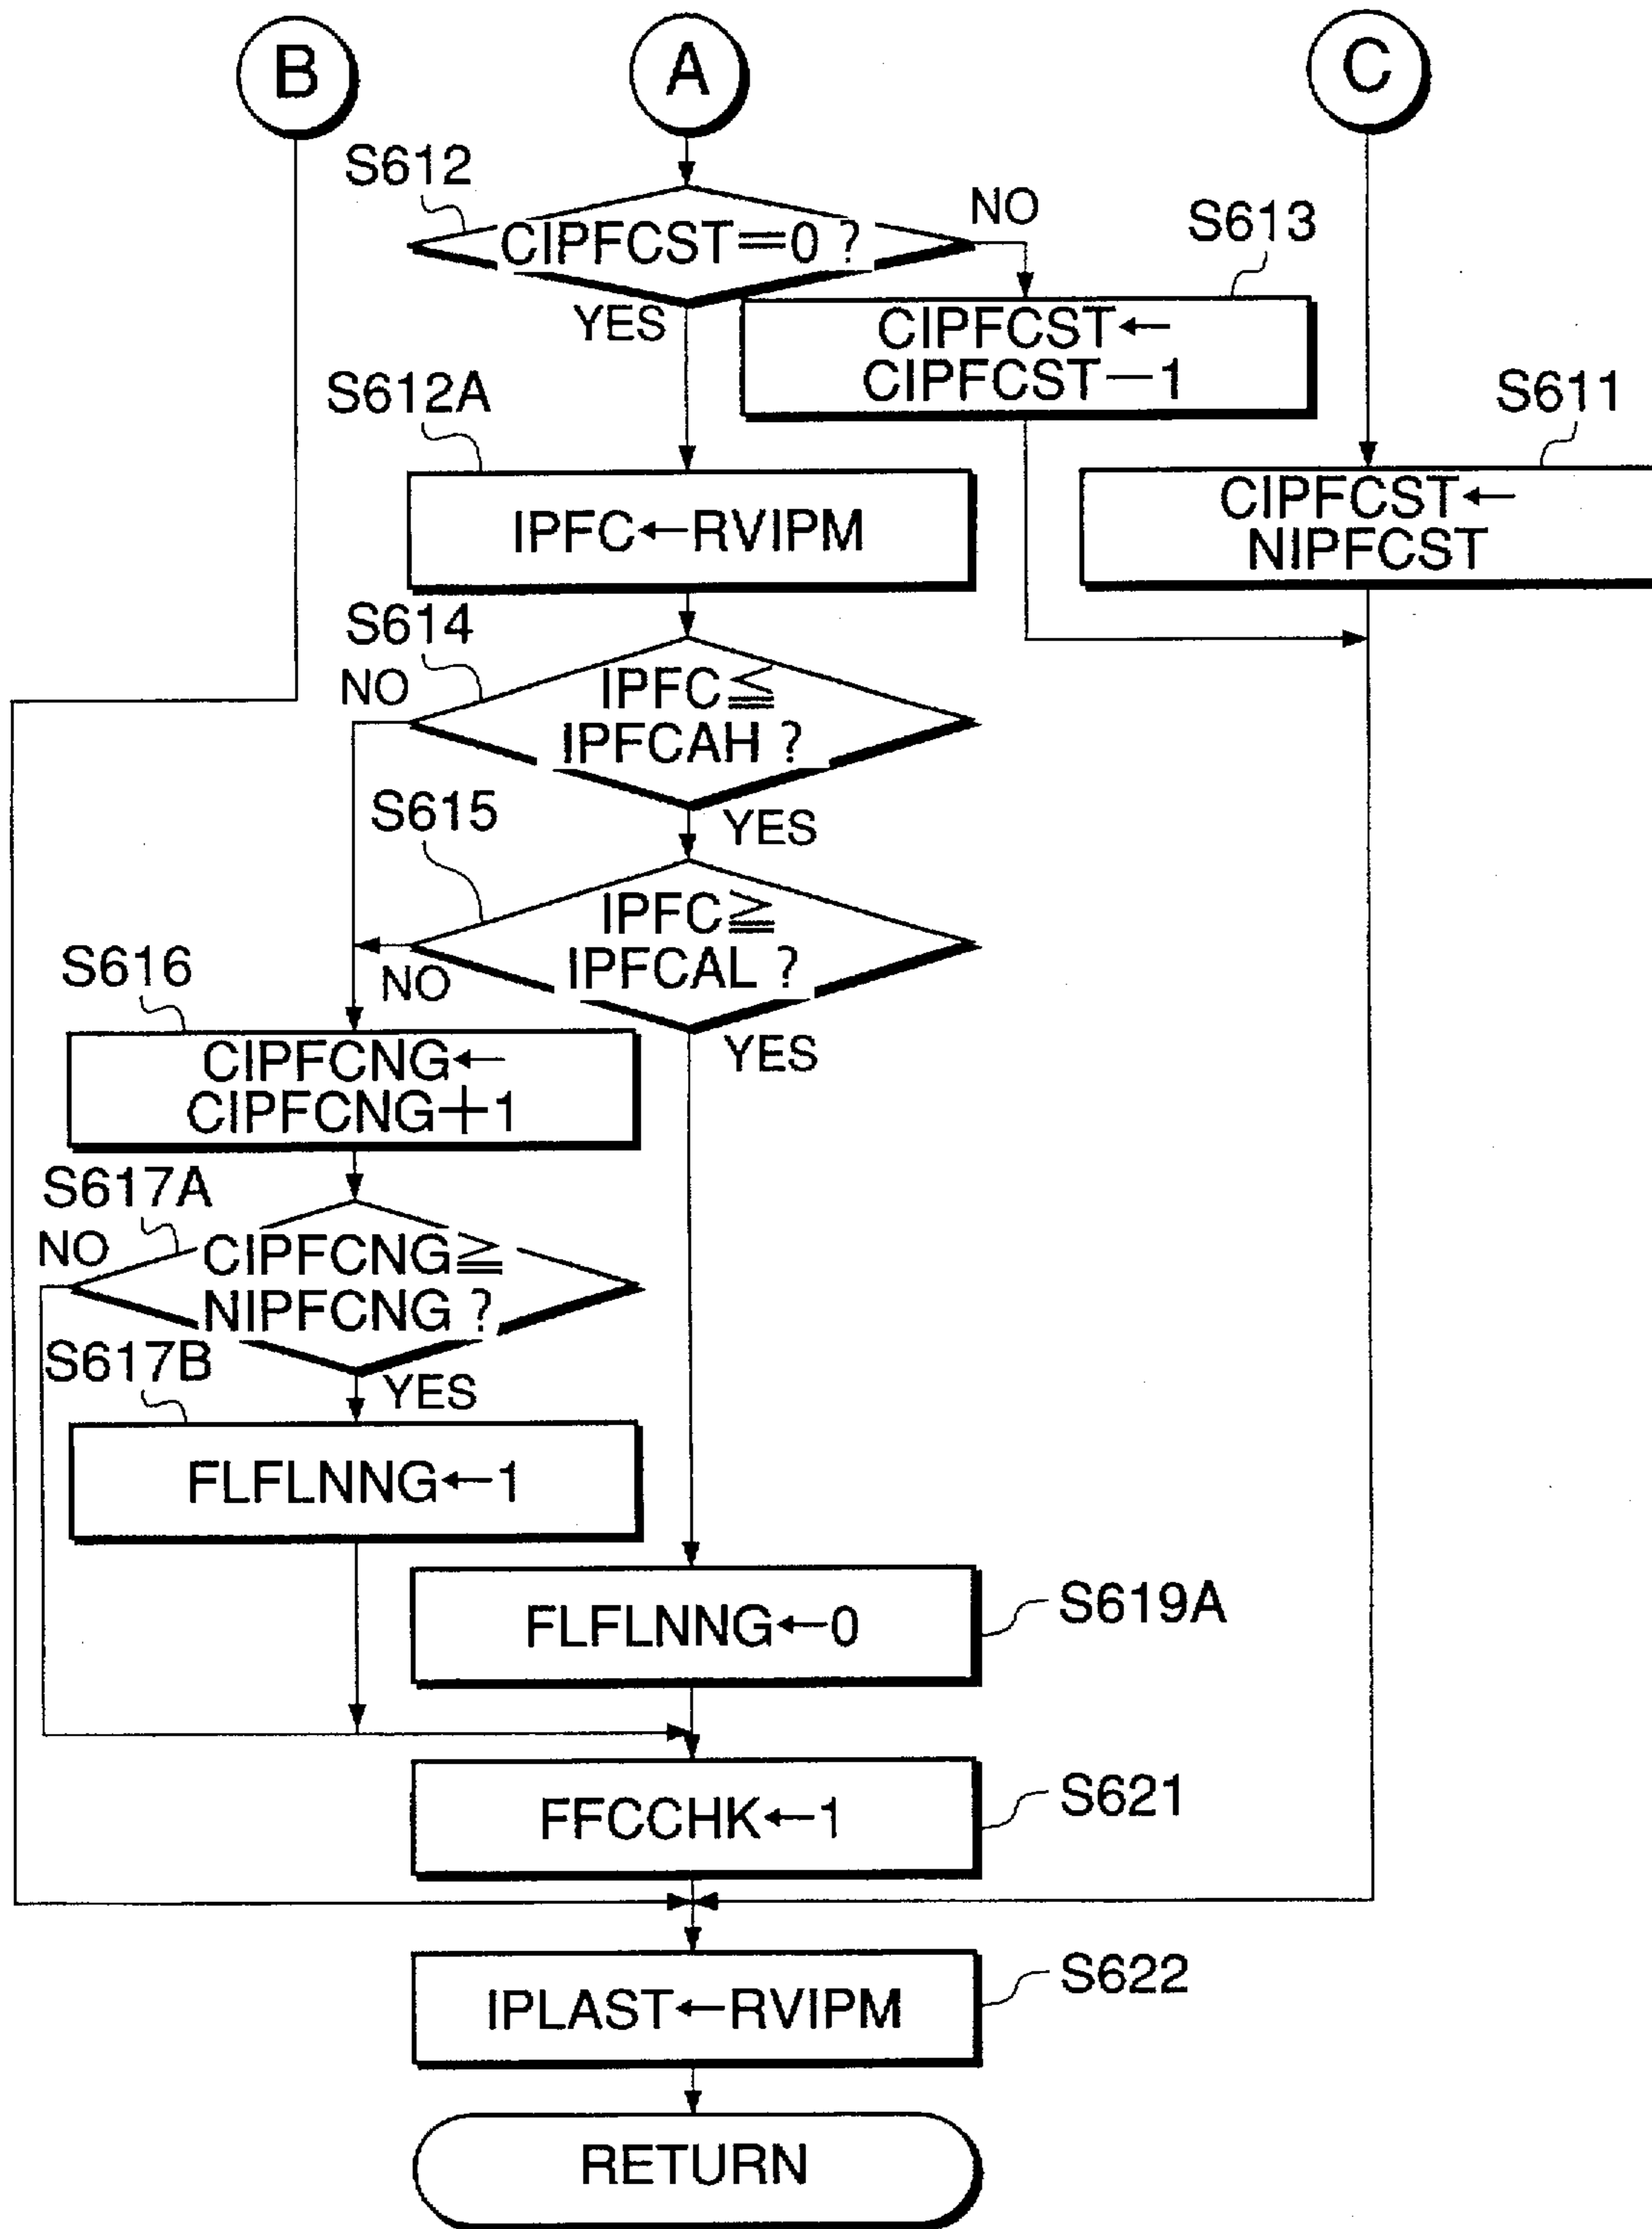 B
A
C
S612
CIPFCST=0 ?
NO
YES
S613
CIPFCST←
CIPFCST−1
S611
CIPFCST←
NIPFCST
S612A
IPFC←RVIPM
S614
NO
IPFC≦
IPFCAH ?
YES
S615
IPFC≧
IPFCAL ?
NO
YES
S616
CIPFCNG←
CIPFCNG+1
S617A
NO
CIPFCNG≧
NIPFCNG ?
YES
S617B
FLFLNNG←1
FLFLNNG←0
S619A
FFCCHK←1
S621
IPLAST←RVIPM
S622
RETURN